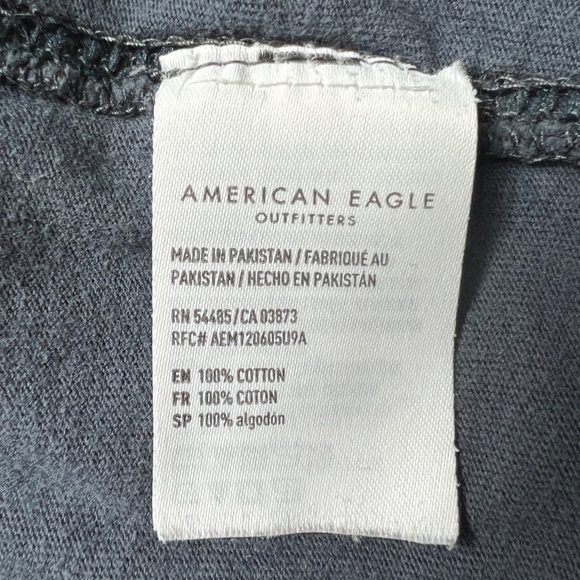 AMERICAN EAGLE
OUTFITTERS
MADE IN PAKISTAN / FABRIQUÉ AU
PAKISTAN / HECHO EN PAKISTÁN
RN 54485/CA 03873
RFC# AEM120605U9A
EN 100% COTTON
FR 100% COTON
SP 100% algodón